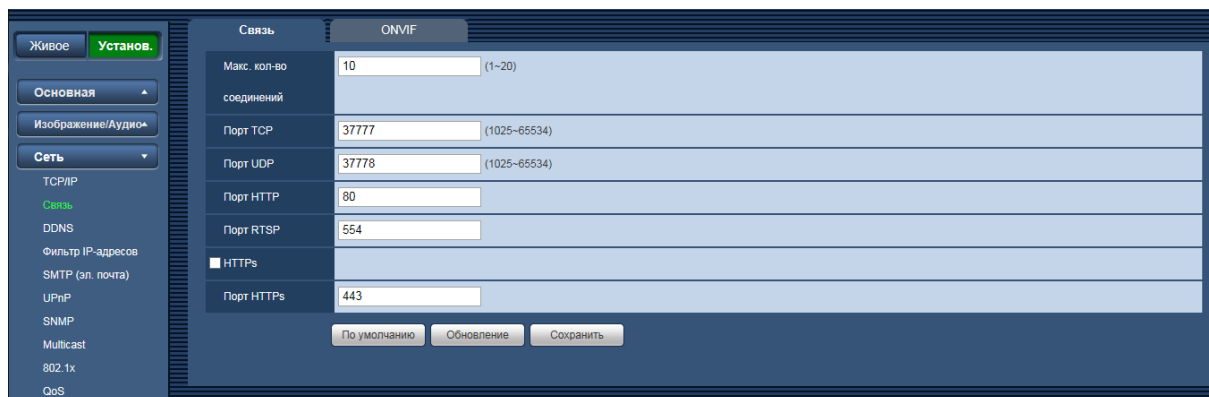 Живое Установ.
Основная
Изображение/Аудио
Сеть
TCP/IP
Связь
DDNS
Фильтр IP-адресов
SMTP (эл. почта)
UPnP
SNMP
Multicast
802.1x
QoS
Связь ONVIF
Макс. кол-во 10 (1~20)
соединений
Порт TCP 37777 (1025~65534)
Порт UDP 37778 (1025~65534)
Порт HTTP 80
Порт RTSP 554
HTTPs
Порт HTTPs 443
По умолчанию Обновление Сохранить